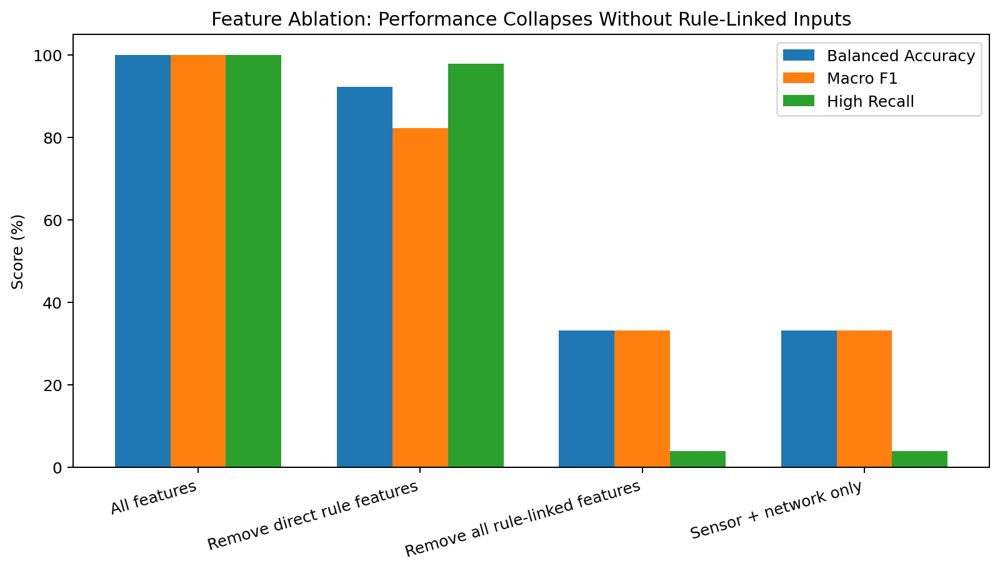 Feature Ablation: Performance Collapses Without Rule-Linked Inputs
Balanced Accuracy
Macro F1
High Recall
Score (%)
100
80
60
40
20
0
All features
Remove direct rule features
Remove all rule-linked features
Sensor + network only